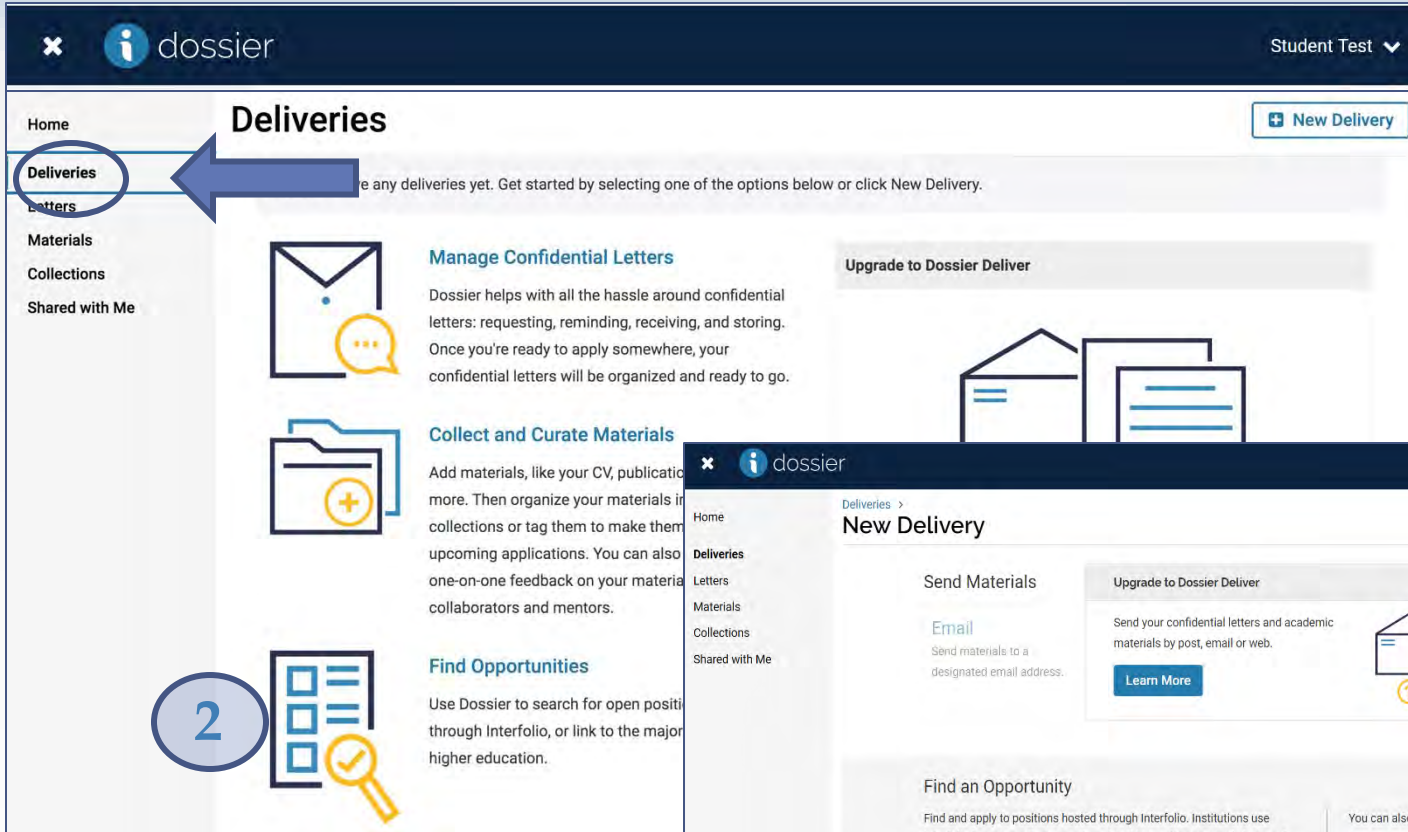 dossier
Student Test
Home
Deliveries
Letters
Materials
Collections
Shared with Me
Deliveries
New Delivery
any deliveries yet. Get started by selecting one of the options below or click New Delivery.
Manage Confidential Letters
Dossier helps with all the hassle around confidential
letters: requesting, reminding, receiving, and storing.
Once you're ready to apply somewhere, your
confidential letters will be organized and ready to go.
Collect and Curate Materials
Add materials, like your CV,
more. Then organize your materials
collections or tag them to make them
upcoming applications. You can also
one-on-one feedback on your
collaborators and mentors.
2
Find Opportunities
Use Dossier to search for open
through Interfolio, or link to the major
higher education.
Upgrade to Dossier Deliver
dossier
Home
Deliveries
Letters
Materials
Collections
Shared with Me
Deliveries >
New Delivery
Send Materials
Email
Send materials to a
designated email address.
Upgrade to Dossier Deliver
Send your confidential letters and academic
materials by post, email or web.
Learn More
Find an Opportunity
Find and apply to positions hosted through Interfolio. Institutions use
You can